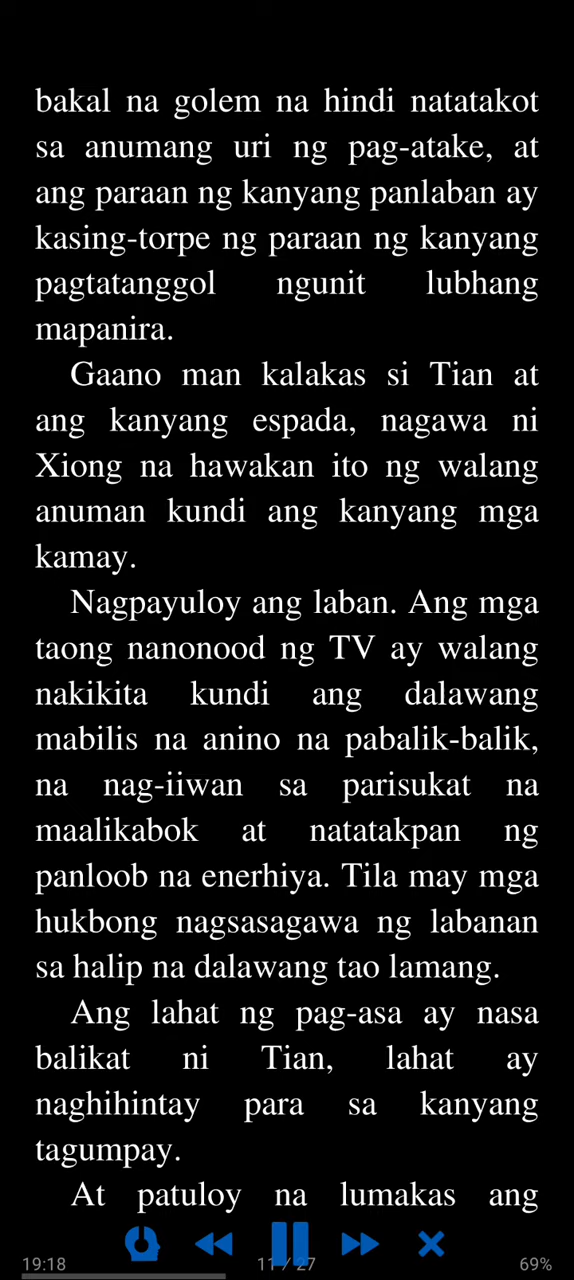 bakal na golem na hindi natatakot
sa anumang uri ng pag-atake, at
ang paraan ng kanyang panlaban ay
kasing-torpe ng paraan ng kanyang
pagtatanggol ngunit lubhang
mapanira.
Gaano man kalakas si Tian at
ang kanyang espada, nagawa ni
Xiong na hawakan ito ng walang
anuman kundi ang kanyang mga
kamay.
Nagpayuloy ang laban. Ang mga
taong nanonood ng TV ay walang
nakikita kundi ang dalawang
mabilis na anino na pabalik-balik,
na nag-iiwan sa parisukat na
maalikabok at natatakpan ng
panloob na enerhiya. Tila may mga
hukbong nagsasagawa ng labanan
sa halip na dalawang tao lamang.
Ang lahat ng pag-asa ay nasa
balikat ni Tian, lahat ay
naghihintay para sa kanyang
tagumpay.
At patuloy na lumakas ang
19:18 11 / 27 69%